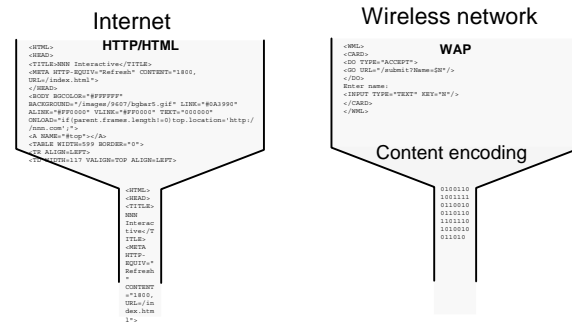 Internet
HTTP/HTML
<HTML>
<HEAD>
<TITLE>NNN Interactive</TITLE>
<META HTTP-EQUIV="Refresh" CONTENT="1800,
URL=/index.html">
</HEAD>
<BODY BGCOLOR="#FFFFFF"
BACKGROUND="/images/9607/bgbar5.gif" LINK="#0A3990"
ALINK="#FF0000" VLINK="#FF0000" TEXT="000000"
ONLOAD="if(parent.frames.length!=0)top.location='http:/
/nnn.com';">
<A NAME="#top"></A>
<TABLE WIDTH=599 BORDER="0">
<TR ALIGN=LEFT>
<TD WIDTH=117 VALIGN=TOP ALIGN=LEFT>
<HTML>
<HEAD>
<TITLE>
NNN
Interac
tive</T
ITLE>
<META
HTTP-
EQUIV="
Refresh
"
CONTENT
="1800,
URL=/in
dex.htm
l">
Wireless network
WAP
<WML>
<CARD>
<DO TYPE="ACCEPT">
<GO URL="/submit?Name=$N"/>
</DO>
Enter name:
<INPUT TYPE="TEXT" KEY="N"/>
</CARD>
</WML>
Content encoding
0100110
1001111
0110010
0110110
1101110
1010010
011010